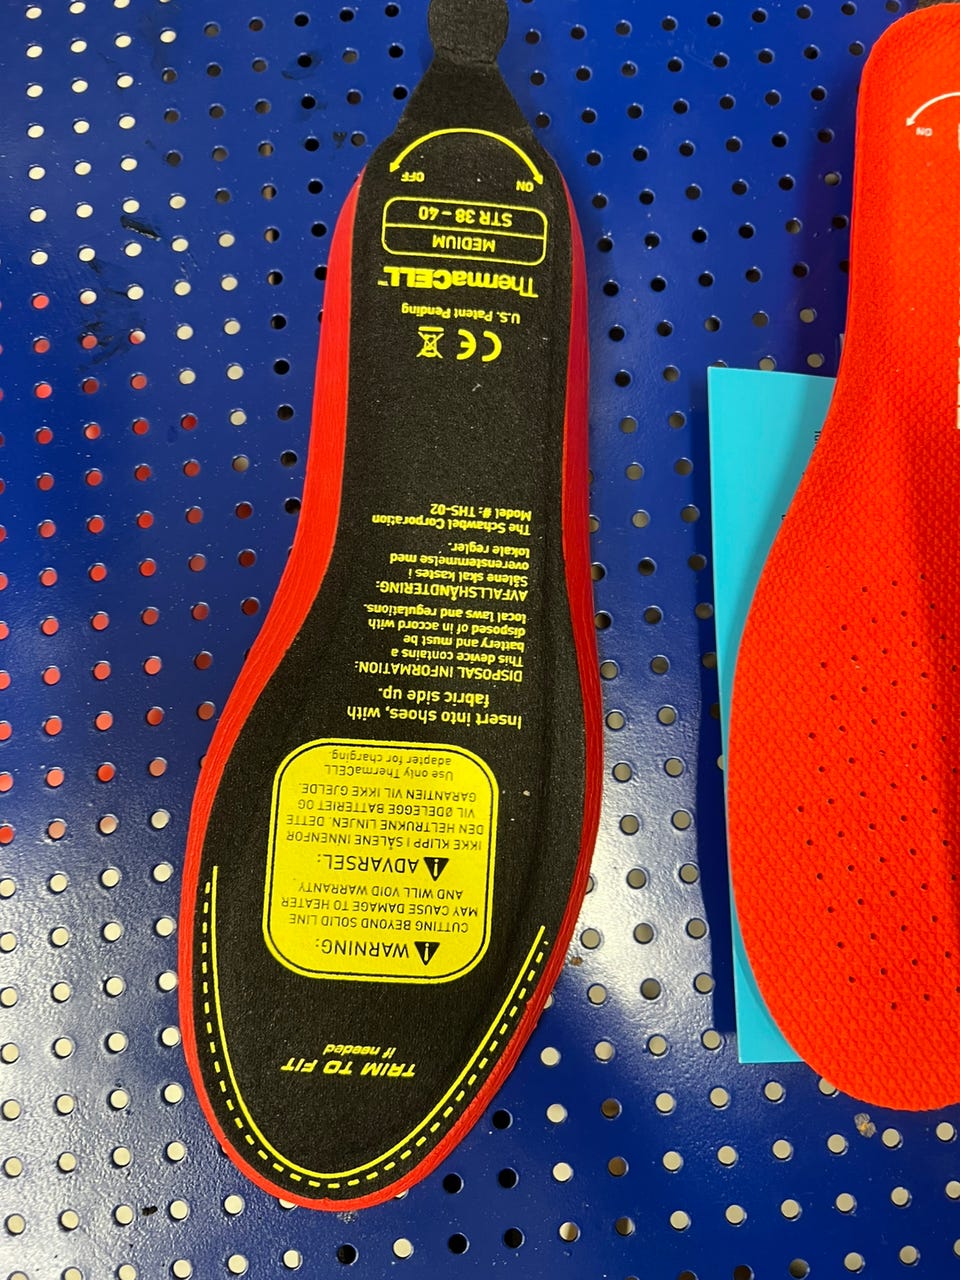 TRIM TO FIT
If needed
WARNING:
CUTTING BEYOND SOLID LINE
MAY CAUSE DAMAGE TO HEATER
AND WILL VOID WARRANTY
ADVARSEL:
IKKE KLIPP I SÅLENE INNENFOR
DEN HELTRUKNE LINJEN. DETTE
VIL ØDELEGGE BATTERIET OG
GARANTIEN VIL IKKE GJELDE.
Use only ThermaCELL
adapter for charging.
Insert into shoes, with
fabric side up.
DISPOSAL INFORMATION:
This device contains a
battery and must be
disposed of in accord with
local laws and regulations.
AVFALLSHÅNDTERING:
Sålene skal kastes i
overenstemmelse med
lokale regler.
The Schawbel Corporation
Model #: THS-02
CE
U.S. Patent Pending
ThermaCELL™
MEDIUM
STR 38 - 40
ON OFF
ON